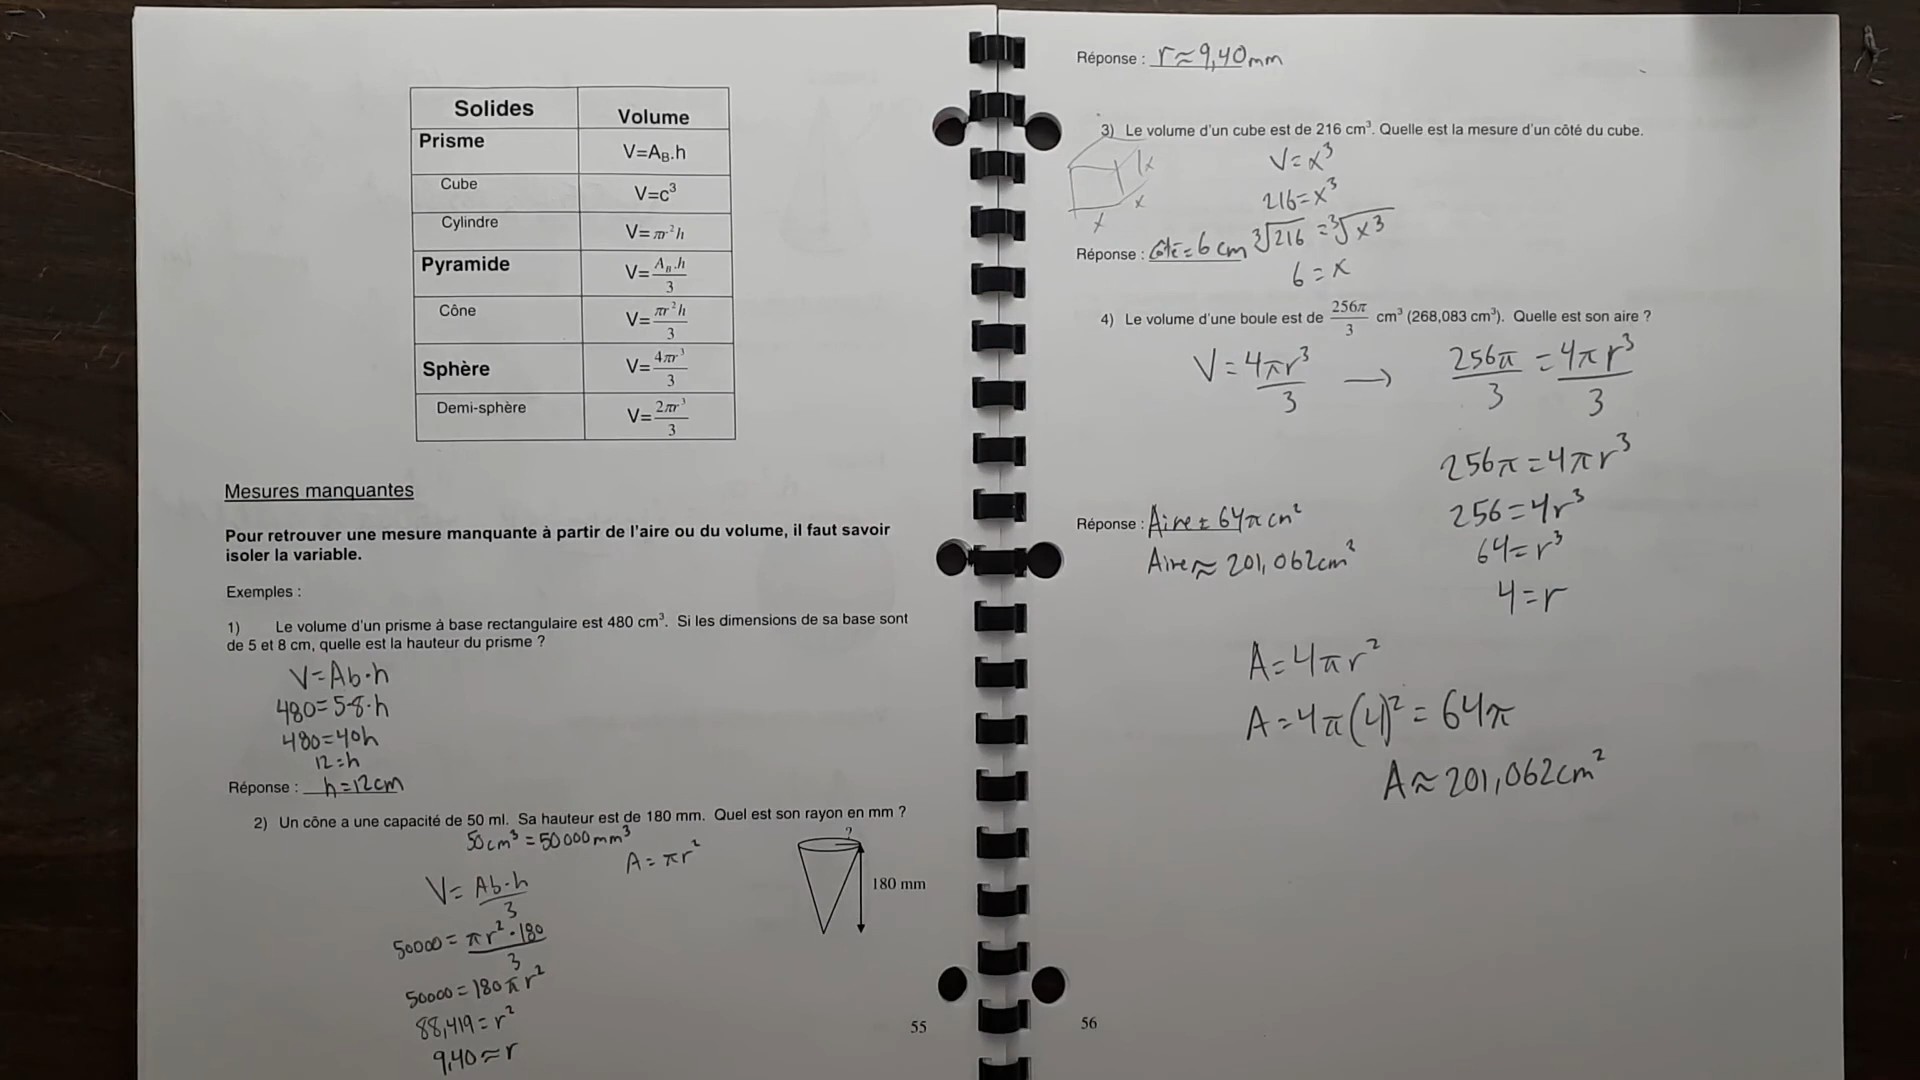 Solides Volume
Prisme V=A_B.h
Cube V=c³
Cylindre V=πr²h
Pyramide V=A_B.h/3
Cône V=πr²h/3
Sphère V=4πr³/3
Demi-sphère V=2πr³/3
Mesures manquantes
Pour retrouver une mesure manquante à partir de l'aire ou du volume, il faut savoir
isoler la variable.
Exemples :
1) Le volume d'un prisme à base rectangulaire est 480 cm³. Si les dimensions de sa base sont
de 5 et 8 cm, quelle est la hauteur du prisme ?
V=Ab·h
480=5·8·h
480=40h
12=h
Réponse : h=12cm
2) Un cône a une capacité de 50 ml. Sa hauteur est de 180 mm. Quel est son rayon en mm ?
50cm³=50000mm³
A=πr²
?
180 mm
V=Ab·h/3
50000=πr²·180/3
50000=180πr²
88,419=r²
9,40≈r
55
Réponse : r≈9,40mm
3) Le volume d'un cube est de 216 cm³. Quelle est la mesure d'un côté du cube.
x
x
x
V=x³
216=x³
³√216=³√x³
6=x
Réponse : côté=6cm
4) Le volume d'une boule est de 256π/3 cm³ (268,083 cm³). Quelle est son aire ?
V=4πr³/3 → 256π/3=4πr³/3
256π=4πr³
256=4r³
64=r³
4=r
Réponse : Aire=64πcm²
Aire≈201,062cm²
A=4πr²
A=4π(4)²=64π
A≈201,062cm²
56